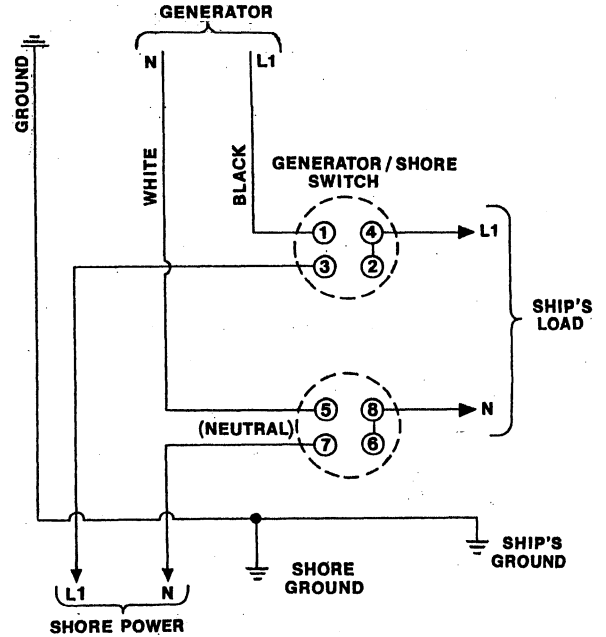 GENERATOR
N
L1
GROUND
WHITE
BLACK
GENERATOR / SHORE
SWITCH
1
4
L1
3
2
SHIP'S
LOAD
5
8
N
(NEUTRAL)
7
6
SHORE
GROUND
SHIP'S
GROUND
L1
N
SHORE POWER